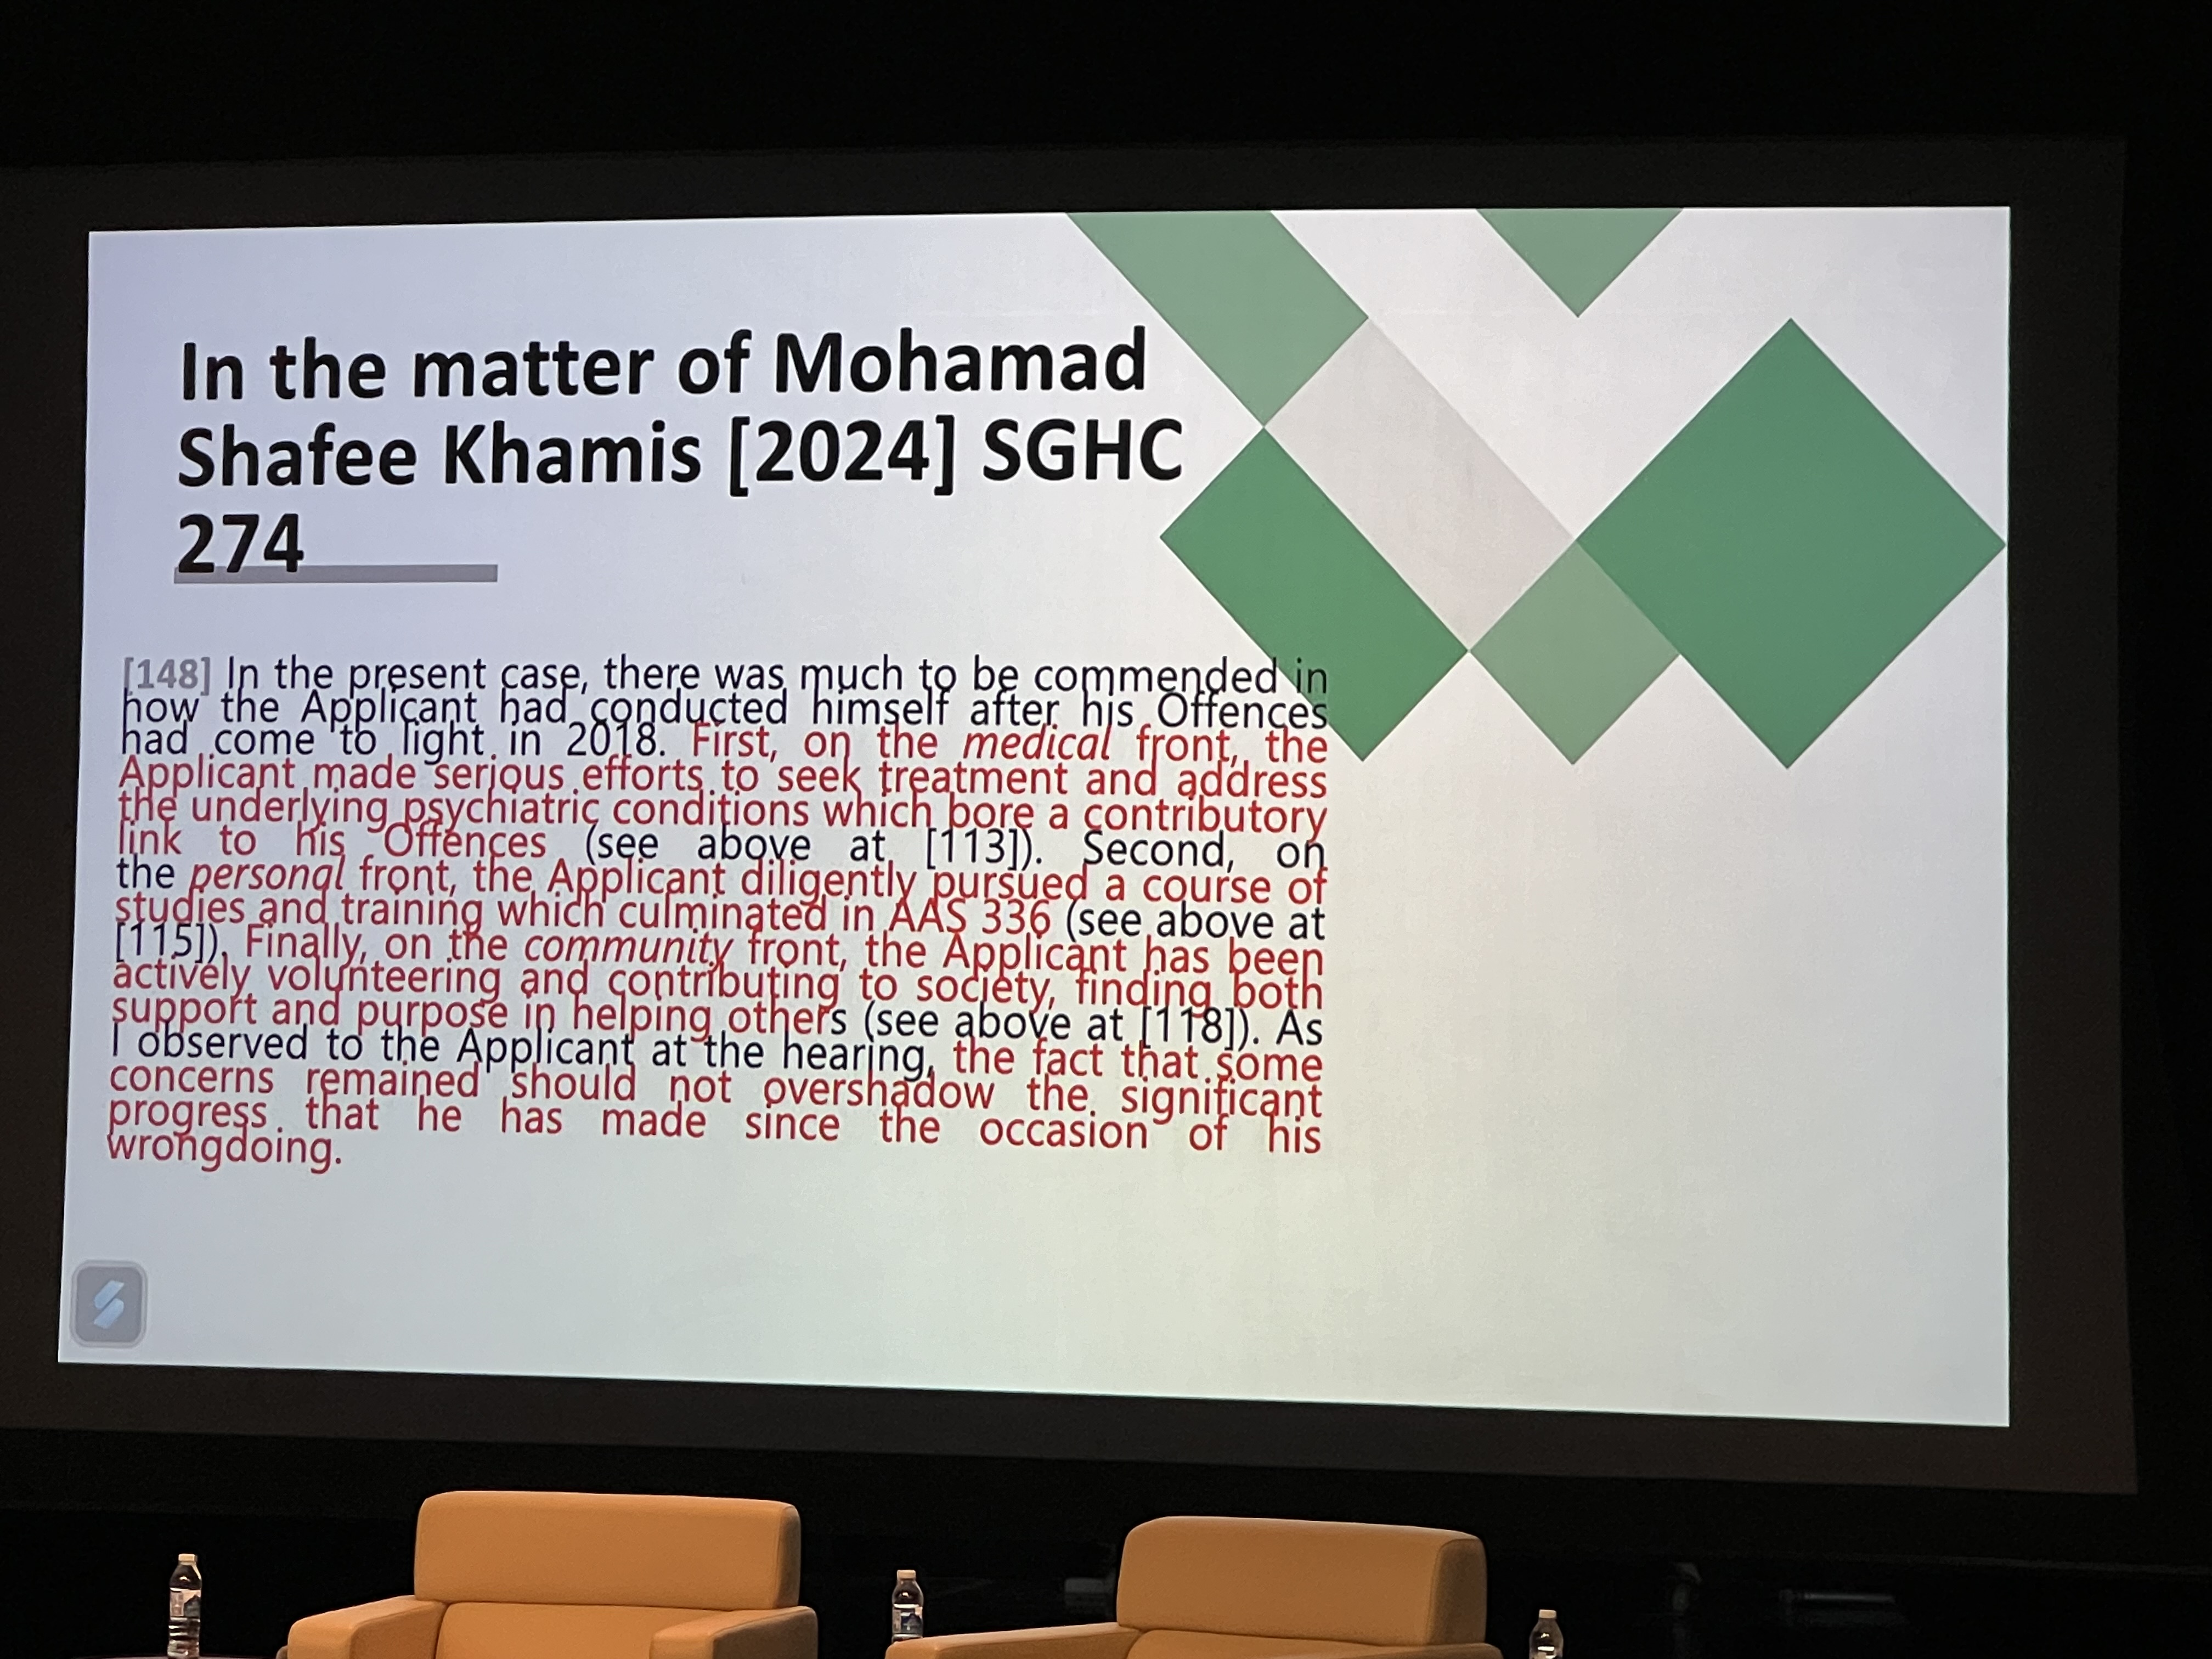 In the matter of Mohamad
Shafee Khamis [2024] SGHC
274
[148] In the present case, there was much to be commended in
how the Applicant had conducted himself after his Offences
had come to light in 2018. First, on the medical front, the
Applicant made serious efforts to seek treatment and address
the underlying psychiatric conditions which bore a contributory
link to his Offences (see above at [113]). Second, on
the personal front, the Applicant diligently pursued a course of
studies and training which culminated in AAS 336 (see above at
[115]). Finally, on the community front, the Applicant has been
actively volunteering and contributing to society, finding both
support and purpose in helping others (see above at [118]). As
I observed to the Applicant at the hearing, the fact that some
concerns remained should not overshadow the significant
progress that he has made since the occasion of his
wrongdoing.